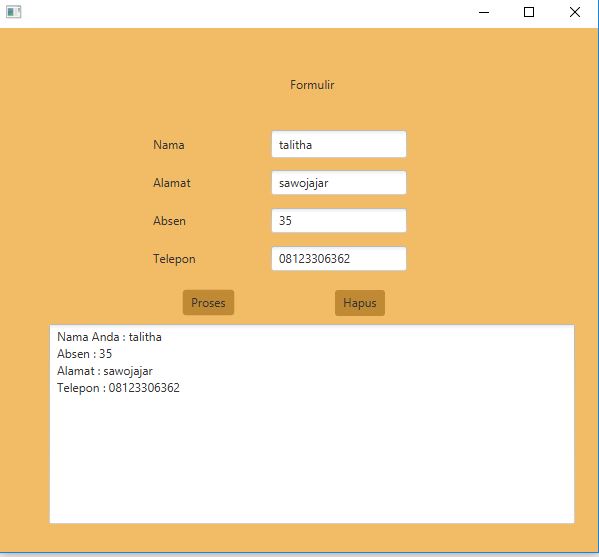 Formulir
Nama talitha
Alamat sawojajar
Absen 35
Telepon 08123306362
Proses Hapus
Nama Anda : talitha
Absen : 35
Alamat : sawojajar
Telepon : 08123306362